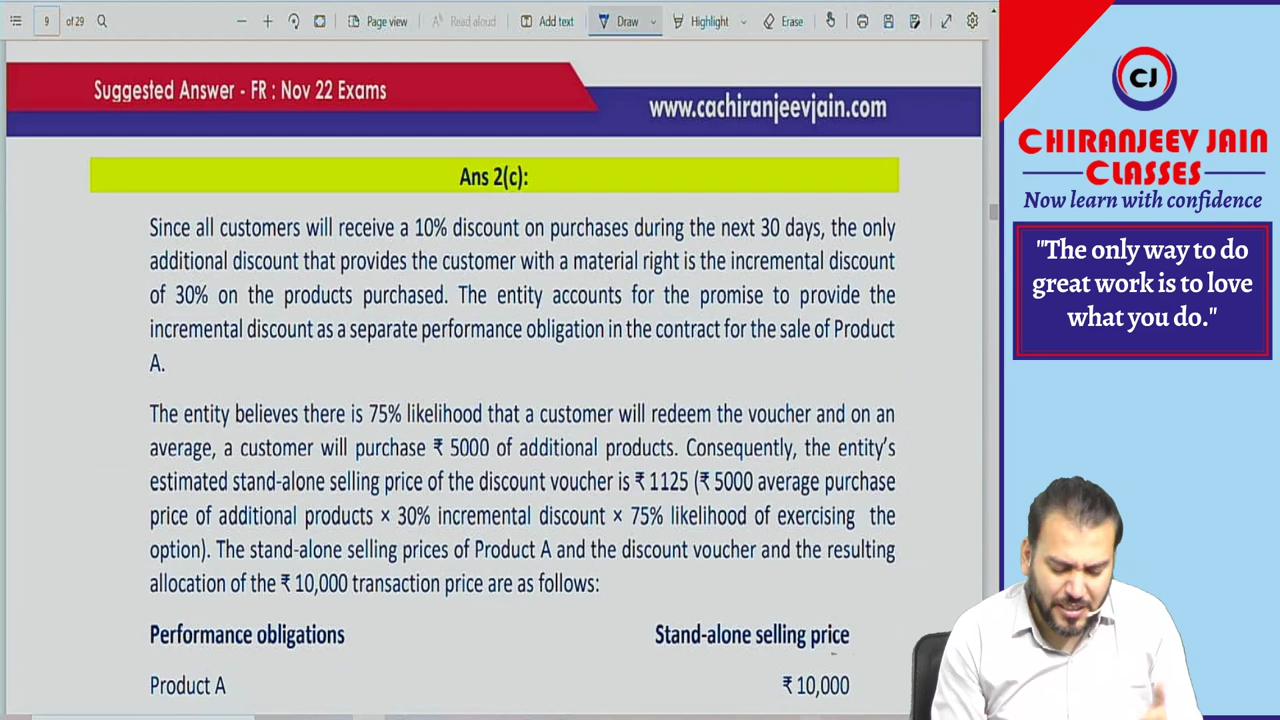 9 of 29
Page view
Read aloud
Add text
Draw
Highlight
Erase
Suggested Answer - FR : Nov 22 Exams
www.cachiranjeevjain.com
Ans 2(c):
Since all customers will receive a 10% discount on purchases during the next 30 days, the only
additional discount that provides the customer with a material right is the incremental discount
of 30% on the products purchased. The entity accounts for the promise to provide the
incremental discount as a separate performance obligation in the contract for the sale of Product
A.
The entity believes there is 75% likelihood that a customer will redeem the voucher and on an
average, a customer will purchase ₹ 5000 of additional products. Consequently, the entity's
estimated stand-alone selling price of the discount voucher is ₹ 1125 (₹ 5000 average purchase
price of additional products × 30% incremental discount × 75% likelihood of exercising the
option). The stand-alone selling prices of Product A and the discount voucher and the resulting
allocation of the ₹ 10,000 transaction price are as follows:
Performance obligations Stand-alone selling price
Product A ₹ 10,000
CJ
CHIRANJEEV JAIN
CLASSES
Now learn with confidence
"The only way to do
great work is to love
what you do."